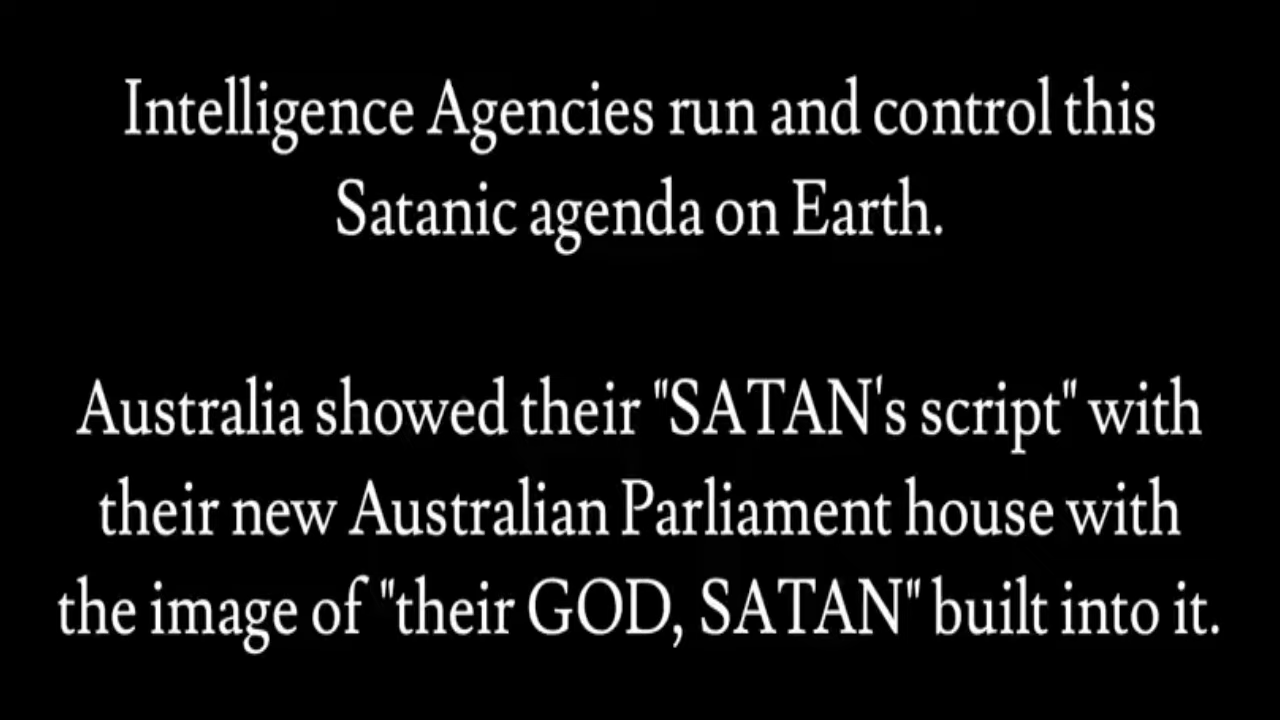 Intelligence Agencies run and control this
Satanic agenda on Earth.
Australia showed their "SATAN's script" with
their new Australian Parliament house with
the image of "their GOD, SATAN" built into it.